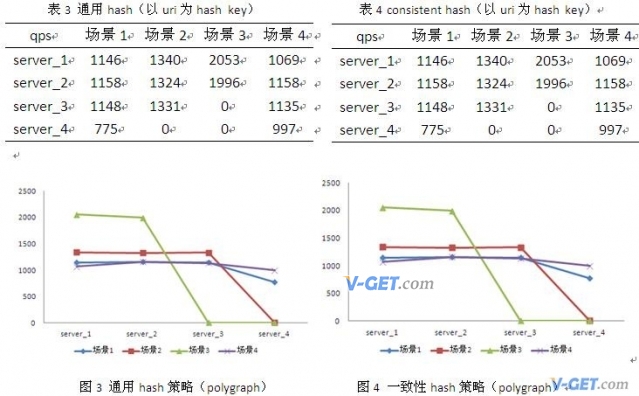 表 3 通用 hash（以 uri 为 hash key）
qps 场景 1 场景 2 场景 3 场景 4
server_1 1146 1340 2053 1069
server_2 1158 1324 1996 1158
server_3 1148 1331 0 1135
server_4 775 0 0 997
表 4 consistent hash（以 uri 为 hash key）
qps 场景 1 场景 2 场景 3 场景 4
server_1 1146 1340 2053 1069
server_2 1158 1324 1996 1158
server_3 1148 1331 0 1135
server_4 775 0 0 997
2500
2000
1500
1000
500
0
server_1 server_2 server_3 server_4
场景1 场景2 场景3 场景4
图 3 通用 hash 策略（polygraph）
2500
2000
1500
1000
500
0
V-GET.com
server_1 server_2 server_3 server_4
场景1 场景2 场景3 场景4
图 4 一致性 hash 策略（polygraph）
V-GET.com